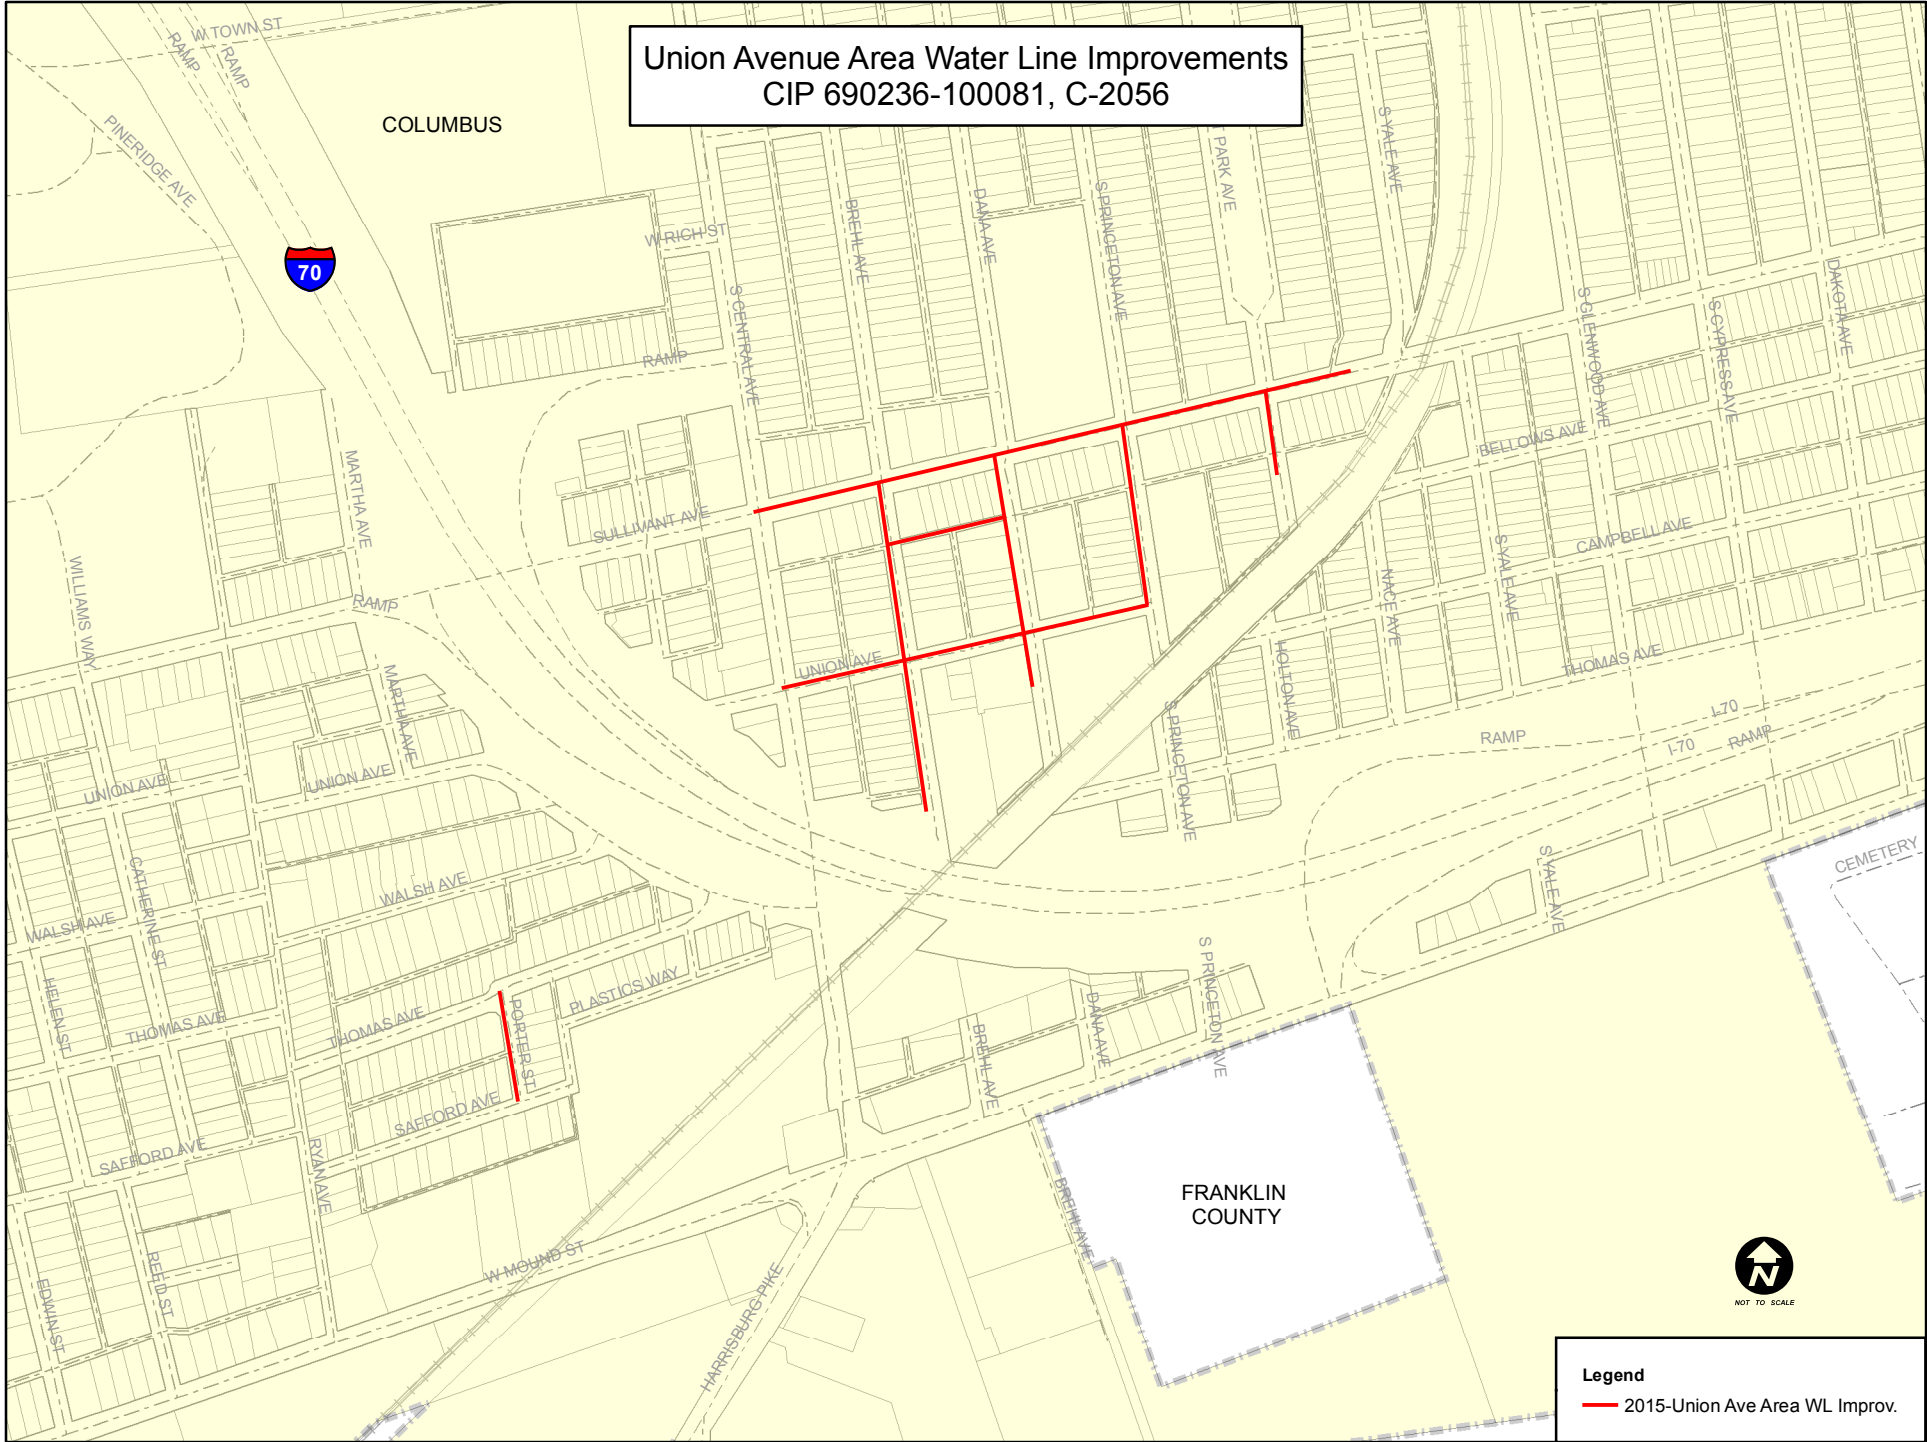 Union Avenue Area Water Line Improvements
CIP 690236-100081, C-2056
W TOWN ST
RAMP
RAMP
COLUMBUS
PINERIDGE AVE
70
W RICH ST
S CENTRAL AVE
BREHL AVE
DANA AVE
S PRINCETON AVE
PARK AVE
S YALE AVE
S GLENWOOD AVE
S CYPRESS AVE
DAKOTA AVE
RAMP
BELLOWS AVE
MARTHA AVE
SULLIVANT AVE
CAMPBELL AVE
S YALE AVE
NACE AVE
WILLIAMS WAY
RAMP
UNION AVE
HOLTON AVE
THOMAS AVE
MARTHA AVE
S PRINCETON AVE
RAMP
I-70
I-70
RAMP
UNION AVE
UNION AVE
CATHERINE ST
WALSH AVE
WALSH AVE
S YALE AVE
CEMETERY
HELEN ST
THOMAS AVE
THOMAS AVE
PORTER ST
PLASTICS WAY
BREHL AVE
DANA AVE
S PRINCETON AVE
SAFFORD AVE
SAFFORD AVE
RYAN AVE
BREHL AVE
FRANKLIN
COUNTY
EDWIN ST
REED ST
W MOUND ST
HARRISBURG PIKE
N
NOT TO SCALE
Legend
2015-Union Ave Area WL Improv.